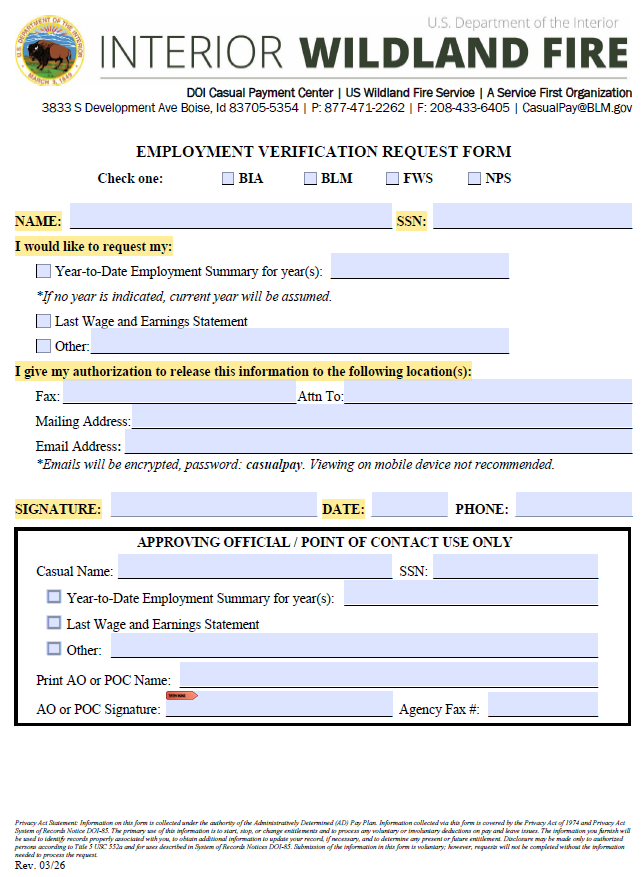 U.S. Department of the Interior
U.S. DEPARTMENT OF THE INTERIOR
MARCH 3, 1849
INTERIOR WILDLAND FIRE
DOI Casual Payment Center | US Wildland Fire Service | A Service First Organization
3833 S Development Ave Boise, Id 83705-5354 | P: 877-471-2262 | F: 208-433-6405 | CasualPay@BLM.gov
EMPLOYMENT VERIFICATION REQUEST FORM
Check one: BIA BLM FWS NPS
NAME: SSN:
I would like to request my:
Year-to-Date Employment Summary for year(s):
*If no year is indicated, current year will be assumed.
Last Wage and Earnings Statement
Other:
I give my authorization to release this information to the following location(s):
Fax: Attn To:
Mailing Address:
Email Address:
*Emails will be encrypted, password: casualpay. Viewing on mobile device not recommended.
SIGNATURE: DATE: PHONE:
APPROVING OFFICIAL / POINT OF CONTACT USE ONLY
Casual Name: SSN:
Year-to-Date Employment Summary for year(s):
Last Wage and Earnings Statement
Other:
Print AO or POC Name:
AO or POC Signature: Agency Fax #:
Privacy Act Statement: Information on this form is collected under the authority of the Administratively Determined (AD) Pay Plan. Information collected via this form is covered by the Privacy Act of 1974 and Privacy Act
System of Records Notice DOI-85. The primary use of this information is to start, stop, or change entitlements and to process any voluntary or involuntary deductions on pay and leave issues. The information you furnish will
be used to identify records properly associated with you, to obtain additional information to update your record, if necessary, and to determine any present or future entitlement. Disclosure may be made only to authorized
persons according to Title 5 USC 552a and for uses described in System of Records Notices DOI-85. Submission of the information in this form is voluntary; however, requests will not be completed without the information
needed to process the request.
Rev. 03/26